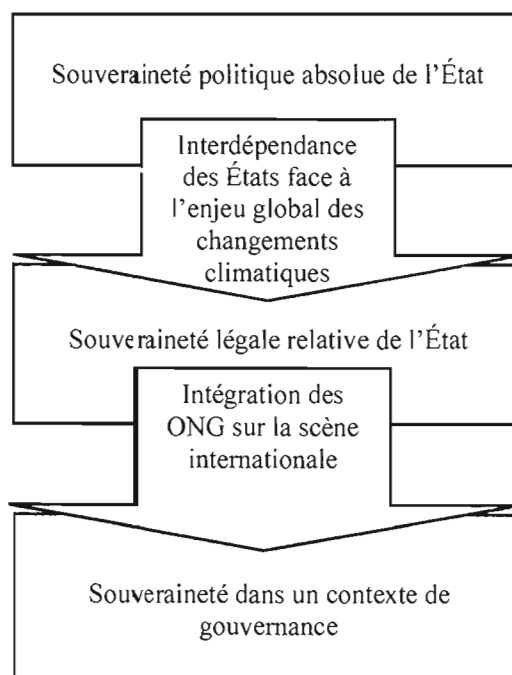 Souveraineté politique absolue de l'État
Interdépendance
des États face à
l'enjeu global des
changements
climatiques
Souveraineté légale relative de l'État
Intégration des
ONG sur la scène
internationale
Souveraineté dans un contexte de
gouvernance